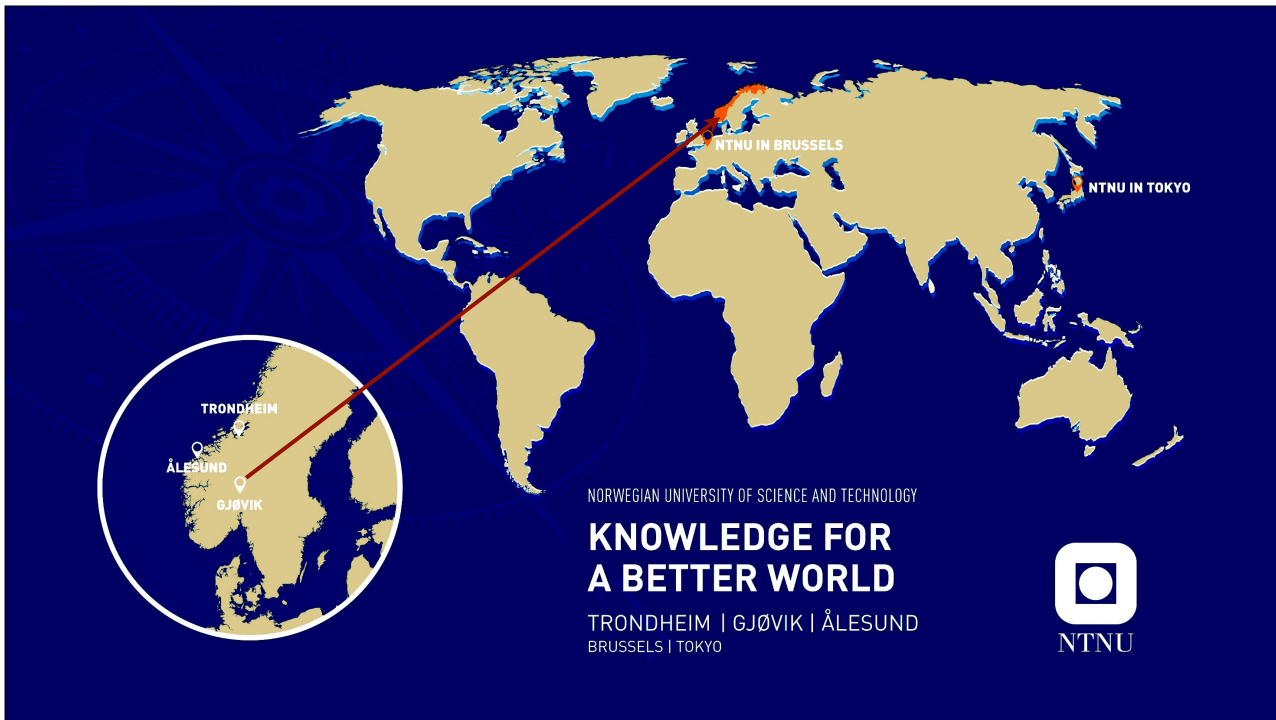 NTNU IN BRUSSELS
NTNU IN TOKYO
TRONDHEIM
ÅLESUND
GJØVIK
NORWEGIAN UNIVERSITY OF SCIENCE AND TECHNOLOGY
KNOWLEDGE FOR
A BETTER WORLD
TRONDHEIM | GJØVIK | ÅLESUND
BRUSSELS | TOKYO
NTNU